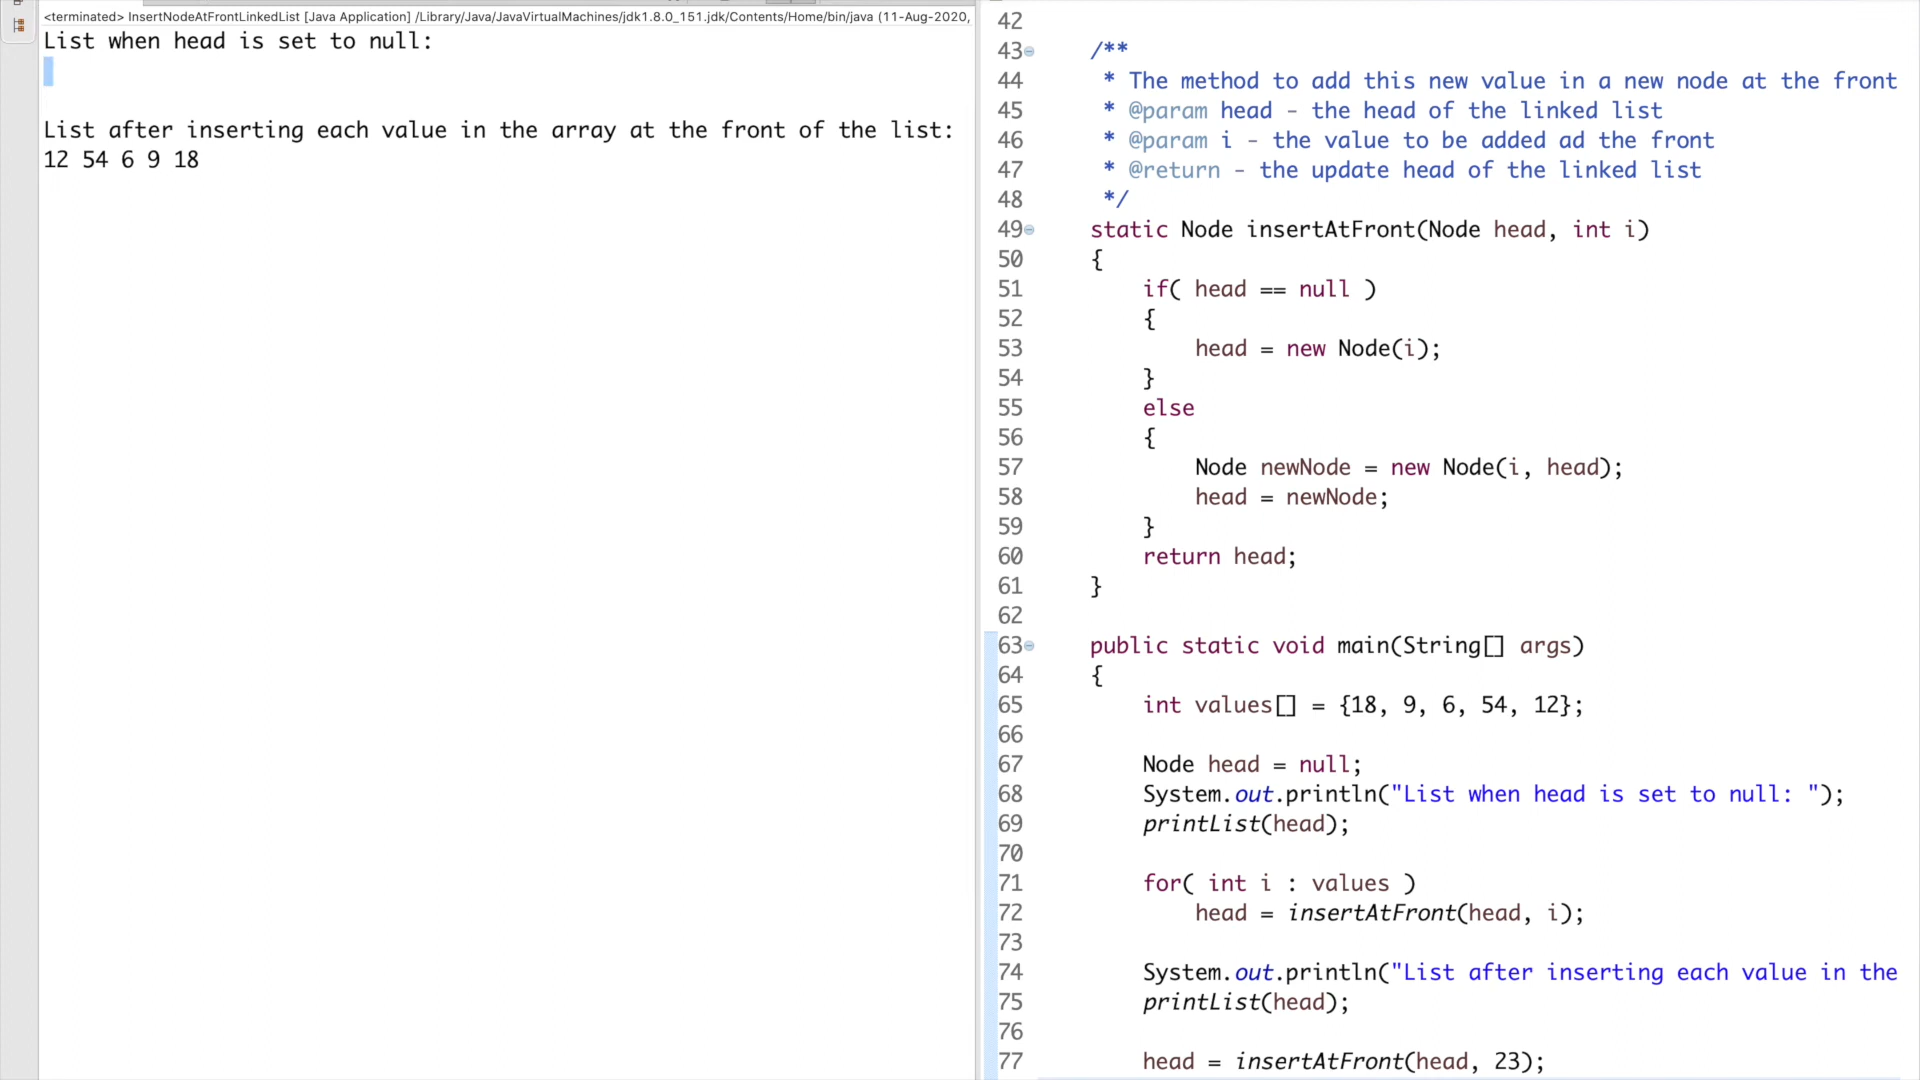 <terminated> InsertNodeAtFrontLinkedList [Java Application] /Library/Java/JavaVirtualMachines/jdk1.8.0_151.jdk/Contents/Home/bin/java (11-Aug-2020,
List when head is set to null:
List after inserting each value in the array at the front of the list:
12 54 6 9 18
42
43 /**
44 * The method to add this new value in a new node at the front
45 * @param head - the head of the linked list
46 * @param i - the value to be added ad the front
47 * @return - the update head of the linked list
48 */
49 static Node insertAtFront(Node head, int i)
50 {
51 if( head == null )
52 {
53 head = new Node(i);
54 }
55 else
56 {
57 Node newNode = new Node(i, head);
58 head = newNode;
59 }
60 return head;
61 }
62
63 public static void main(String[] args)
64 {
65 int values[] = {18, 9, 6, 54, 12};
66
67 Node head = null;
68 System.out.println("List when head is set to null: ");
69 printList(head);
70
71 for( int i : values )
72 head = insertAtFront(head, i);
73
74 System.out.println("List after inserting each value in the
75 printList(head);
76
77 head = insertAtFront(head, 23);